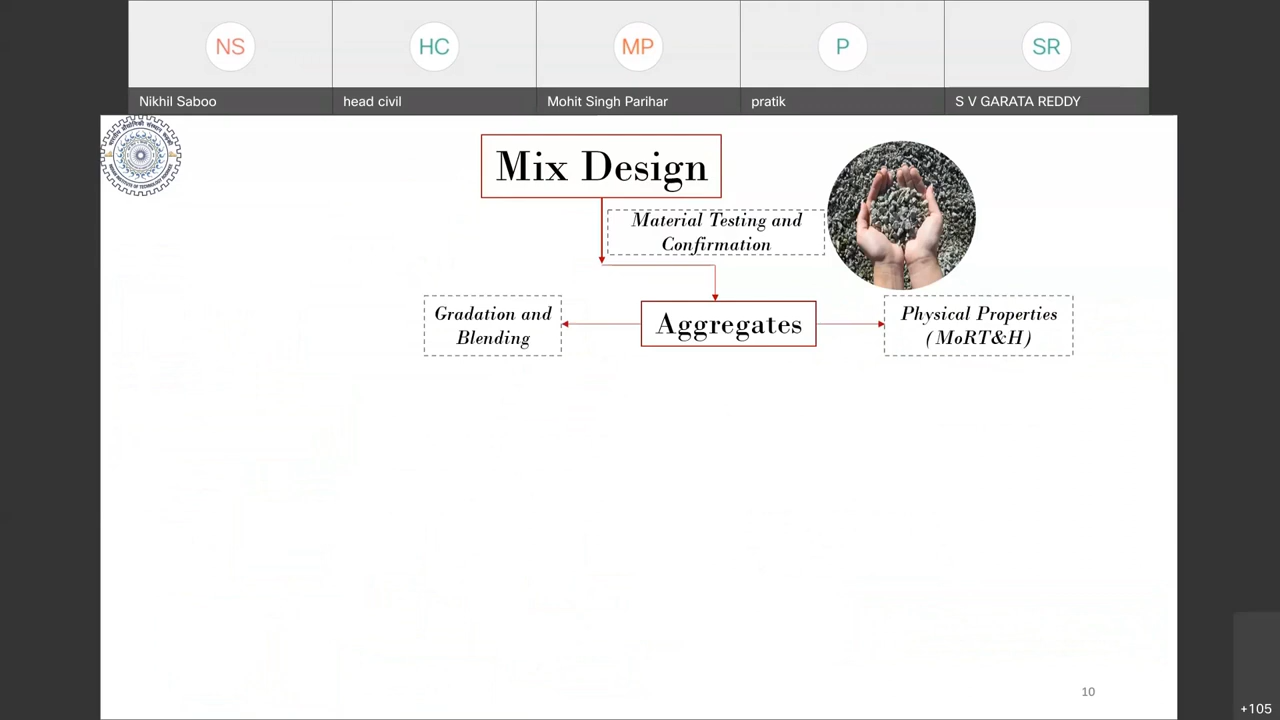 NS
HC
MP
P
SR
Nikhil Saboo
head civil
Mohit Singh Parihar
pratik
S V GARATA REDDY
Mix Design
Material Testing and
Confirmation
Gradation and
Blending
Aggregates
Physical Properties
(MoRT&H)
10
+105